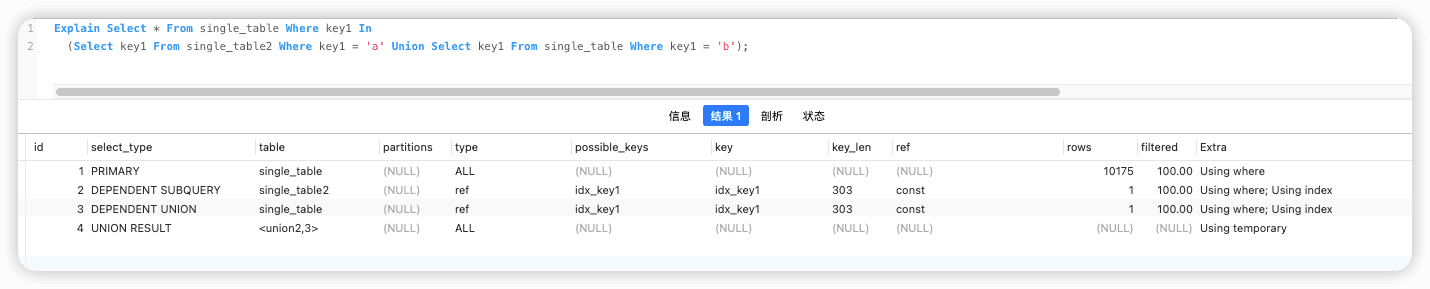 1 Explain Select * From single_table Where key1 In
2 (Select key1 From single_table2 Where key1 = 'a' Union Select key1 From single_table Where key1 = 'b');
信息 结果 1 剖析 状态
id select_type table partitions type possible_keys key key_len ref rows filtered Extra
1 PRIMARY single_table (NULL) ALL (NULL) (NULL) (NULL) (NULL) 10175 100.00 Using where
2 DEPENDENT SUBQUERY single_table2 (NULL) ref idx_key1 idx_key1 303 const 1 100.00 Using where; Using index
3 DEPENDENT UNION single_table (NULL) ref idx_key1 idx_key1 303 const 1 100.00 Using where; Using index
4 UNION RESULT <union2,3> (NULL) ALL (NULL) (NULL) (NULL) (NULL) (NULL) (NULL) Using temporary